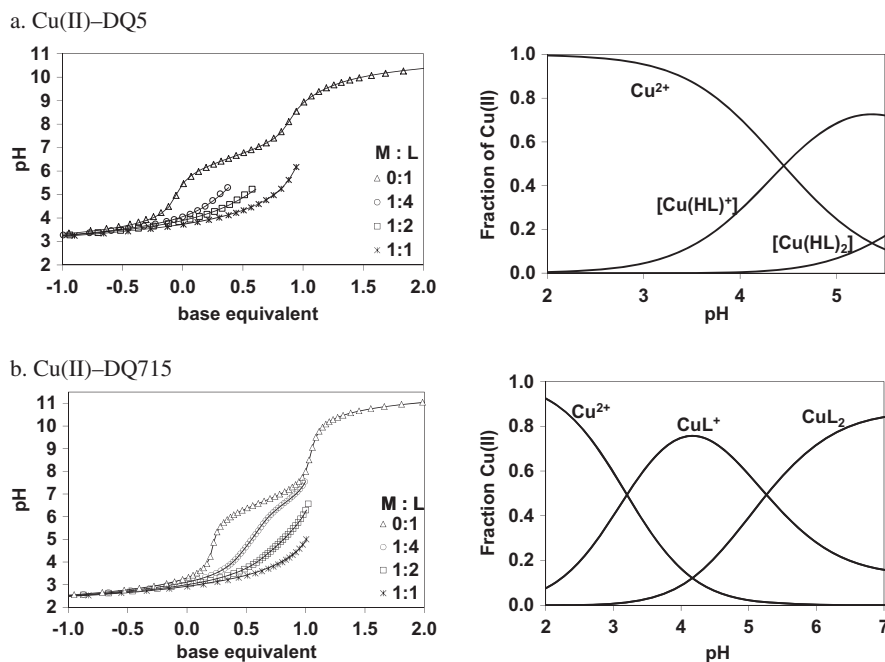 a. Cu(II)–DQ5
11
10
9
8
7
6
5
4
3
2
pH
-1.0 -0.5 0.0 0.5 1.0 1.5 2.0
base equivalent
M : L
0:1
1:4
1:2
1:1
1.0
0.8
0.6
0.4
0.2
0.0
Fraction of Cu(II)
Cu²⁺
[Cu(HL)⁺]
[Cu(HL)₂]
2 3 4 5
pH
b. Cu(II)–DQ715
11
10
9
8
7
6
5
4
3
2
pH
-1.0 -0.5 0.0 0.5 1.0 1.5 2.0
base equivalent
M : L
0:1
1:4
1:2
1:1
1.0
0.8
0.6
0.4
0.2
0.0
Fraction Cu(II)
Cu²⁺
CuL⁺
CuL₂
2 3 4 5 6 7
pH